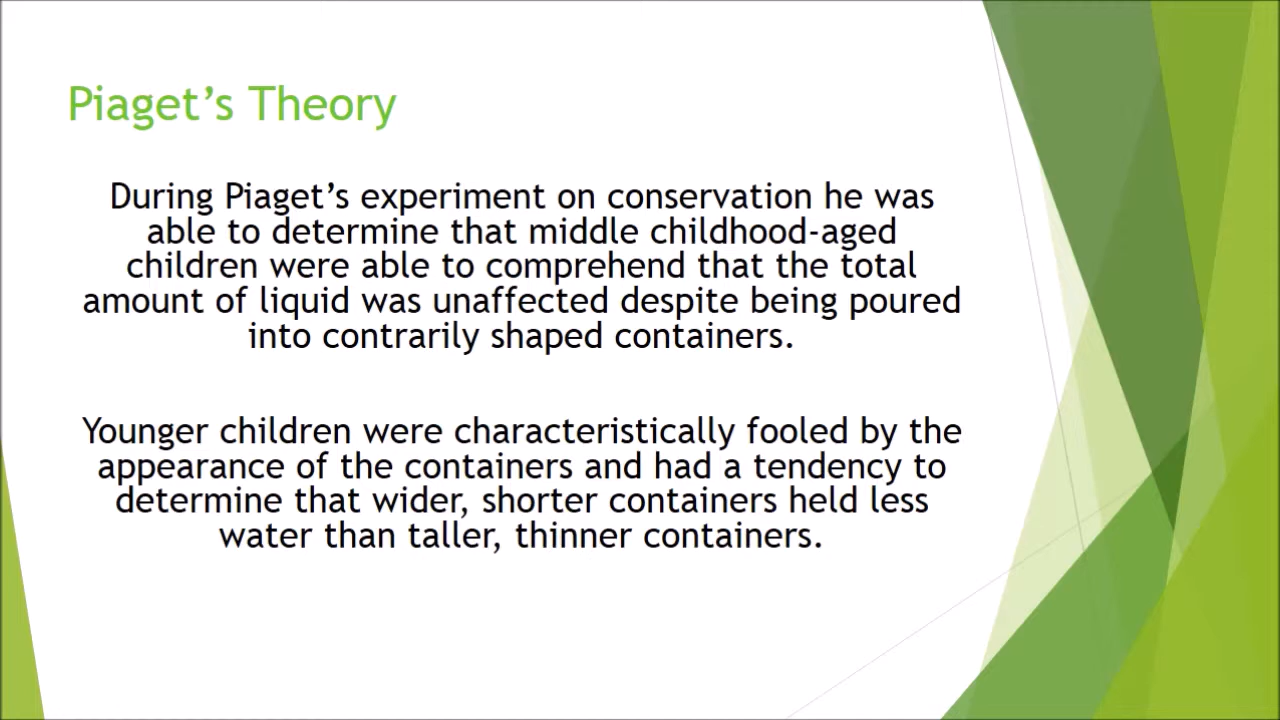 Piaget’s Theory
During Piaget’s experiment on conservation he was
able to determine that middle childhood-aged
children were able to comprehend that the total
amount of liquid was unaffected despite being poured
into contrarily shaped containers.
Younger children were characteristically fooled by the
appearance of the containers and had a tendency to
determine that wider, shorter containers held less
water than taller, thinner containers.